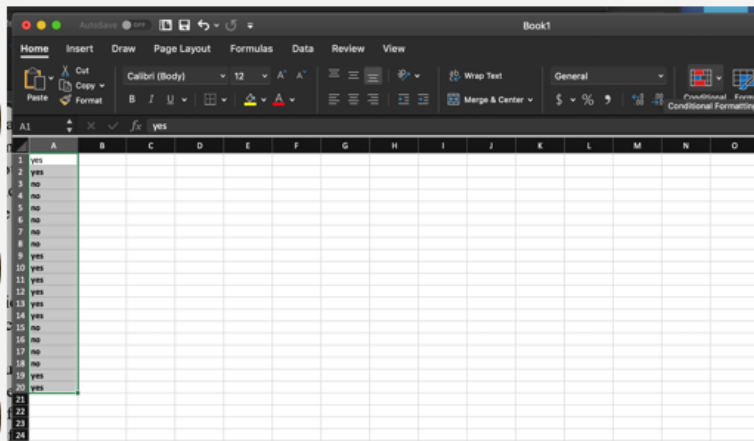 AutoSave OFF Book1
Home Insert Draw Page Layout Formulas Data Review View
Cut
Copy
Paste Format
Calibri (Body) 12 A^ A˅
B I U A
Wrap Text
Merge & Center
General
$ % 9
Conditional
Conditional Formatting
A1 fx yes
A B C D E F G H I J K L M N O
1 yes
2 yes
3 no
4 no
5 no
6 no
7 no
8 no
9 yes
10 yes
11 yes
12 yes
13 yes
14 yes
15 no
16 no
17 no
18 no
19 yes
20 yes
21
22
23
24